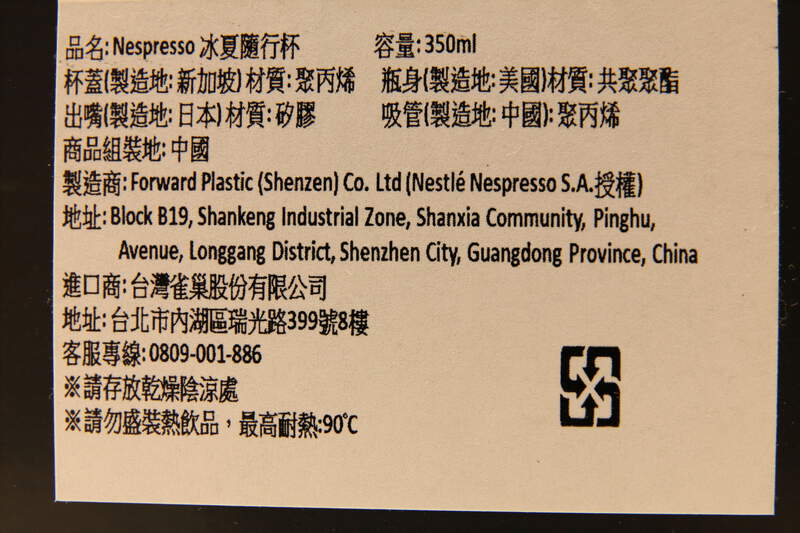 品名: Nespresso 冰夏隨行杯 容量: 350ml
杯蓋(製造地: 新加坡) 材質: 聚丙烯 瓶身(製造地: 美國)材質: 共聚聚酯
出嘴(製造地: 日本) 材質: 矽膠 吸管(製造地: 中國): 聚丙烯
商品組裝地: 中國
製造商: Forward Plastic (Shenzen) Co. Ltd (Nestlé Nespresso S.A.授權)
地址: Block B19, Shankeng Industrial Zone, Shanxia Community, Pinghu,
Avenue, Longgang District, Shenzhen City, Guangdong Province, China
進口商: 台灣雀巢股份有限公司
地址: 台北市內湖區瑞光路399號8樓
客服專線: 0809-001-886
※請存放乾燥陰涼處
※請勿盛裝熱飲品，最高耐熱:90°C